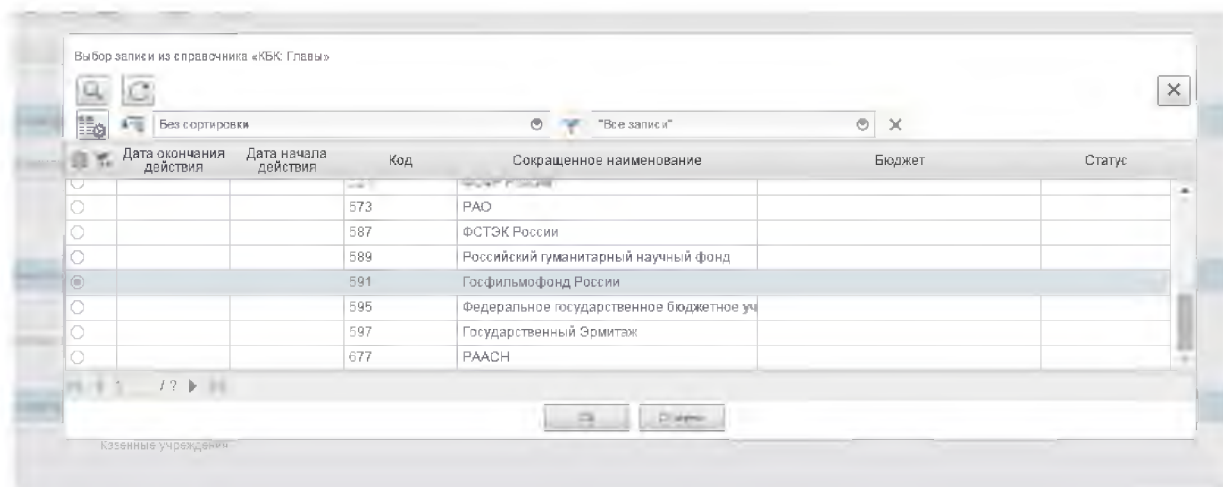 Выбор записи из справочника «КБК: Главы»
Без сортировки "Все записи"
Дата окончания действия Дата начала действия Код Сокращенное наименование Бюджет Статус
573 РАО
587 ФСТЭК России
589 Российский гуманитарный научный фонд
591 Госфильмофонд России
595 Федеральное государственное бюджетное уч
597 Государственный Эрмитаж
677 РААСН
1 / ?
Казенные учреждения